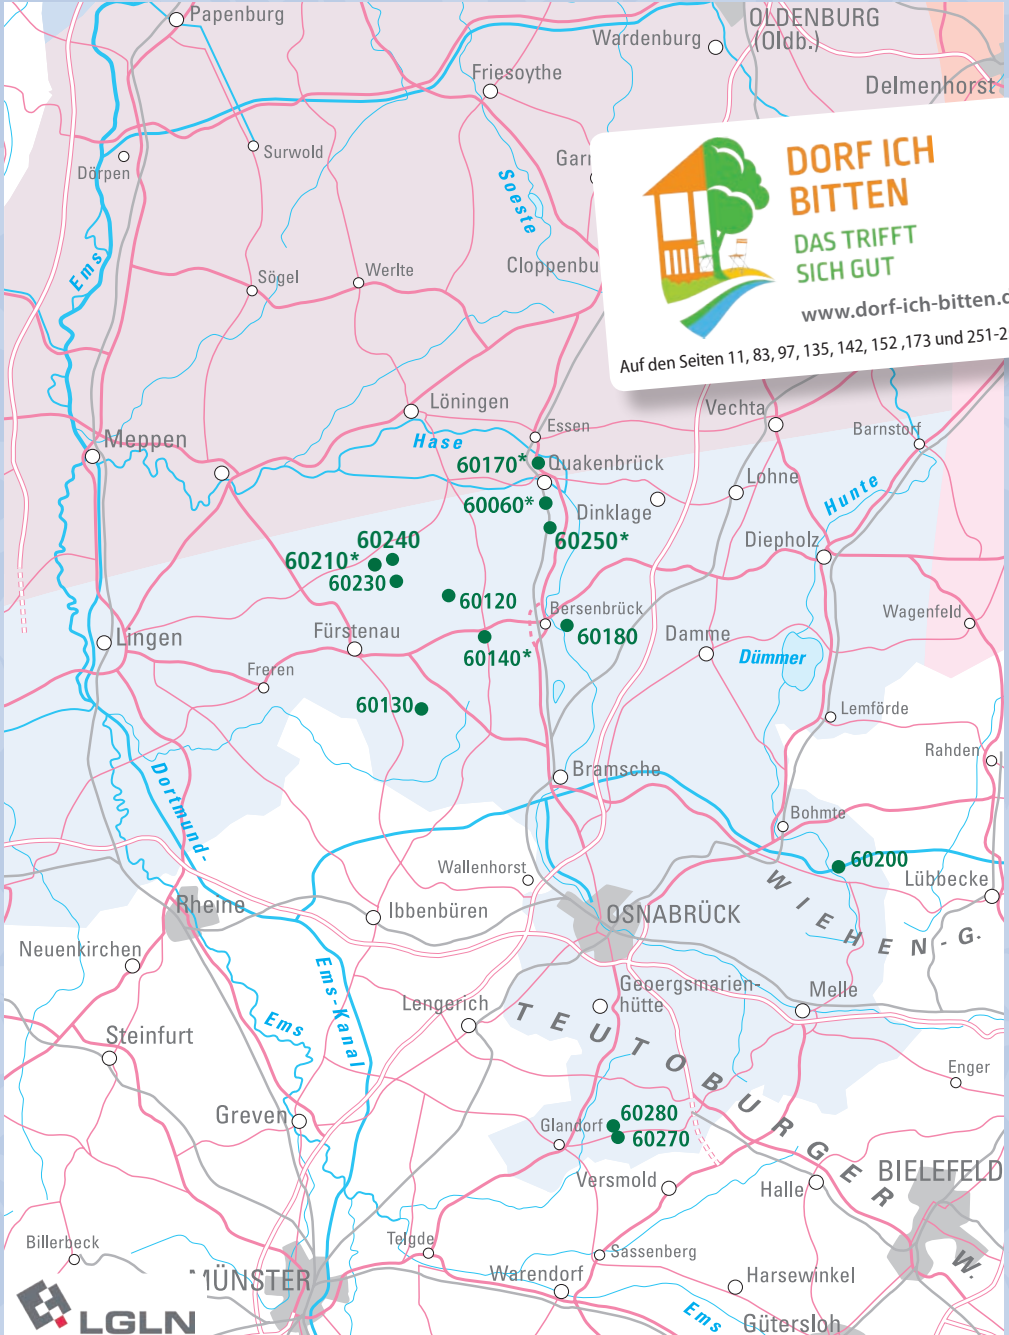 Papenburg
OLDENBURG
(Oldb.)
Wardenburg
Friesoythe
Delmenhorst
Surwold
Dörpen
Soeste
DORF ICH
BITTEN
DAS TRIFFT
SICH GUT
www.dorf-ich-bitten.d
Auf den Seiten 11, 83, 97, 135, 142, 152 ,173 und 251-2
Ems
Sögel
Werlte
Cloppenbu
Löningen
Vechta
Essen
Barnstorf
Meppen
Hase
60170*
Quakenbrück
Lohne
Hunte
60060*
Dinklage
60250*
Diepholz
60240
60210*
60230
60120
Bersenbrück
60180
Wagenfeld
Lingen
Fürstenau
Damme
60140*
Dümmer
Freren
60130
Lemförde
Rahden
Bramsche
Dortmund-
Bohmte
Wallenhorst
60200
Lübbecke
WIEHEN-G.
Rheine
Ibbenbüren
OSNABRÜCK
Neuenkirchen
Ems-Kanal
Geoergsmarien-
hütte
Melle
Lengerich
Ems
TEUTOBURGER W.
Steinfurt
Enger
Greven
60280
Glandorf
60270
Versmold
Halle
BIELEFELD
Billerbeck
Telgde
Sassenberg
MÜNSTER
Warendorf
Harsewinkel
Ems
Gütersloh
LGLN